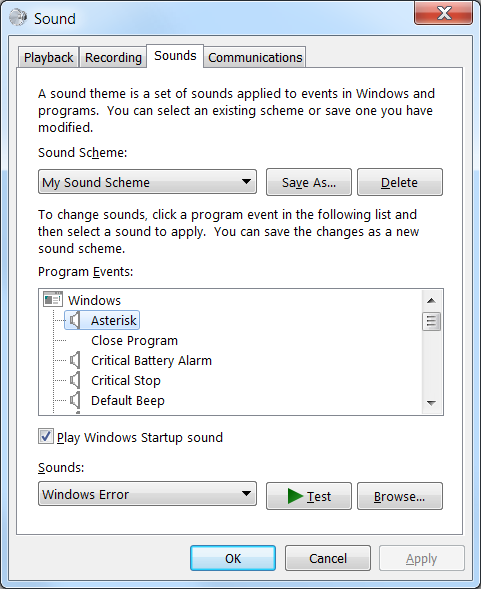 Sound
Playback Recording Sounds Communications
A sound theme is a set of sounds applied to events in Windows and
programs. You can select an existing scheme or save one you have
modified.
Sound Scheme:
My Sound Scheme Save As... Delete
To change sounds, click a program event in the following list and
then select a sound to apply. You can save the changes as a new
sound scheme.
Program Events:
Windows
Asterisk
Close Program
Critical Battery Alarm
Critical Stop
Default Beep
Play Windows Startup sound
Sounds:
Windows Error Test Browse...
OK Cancel Apply